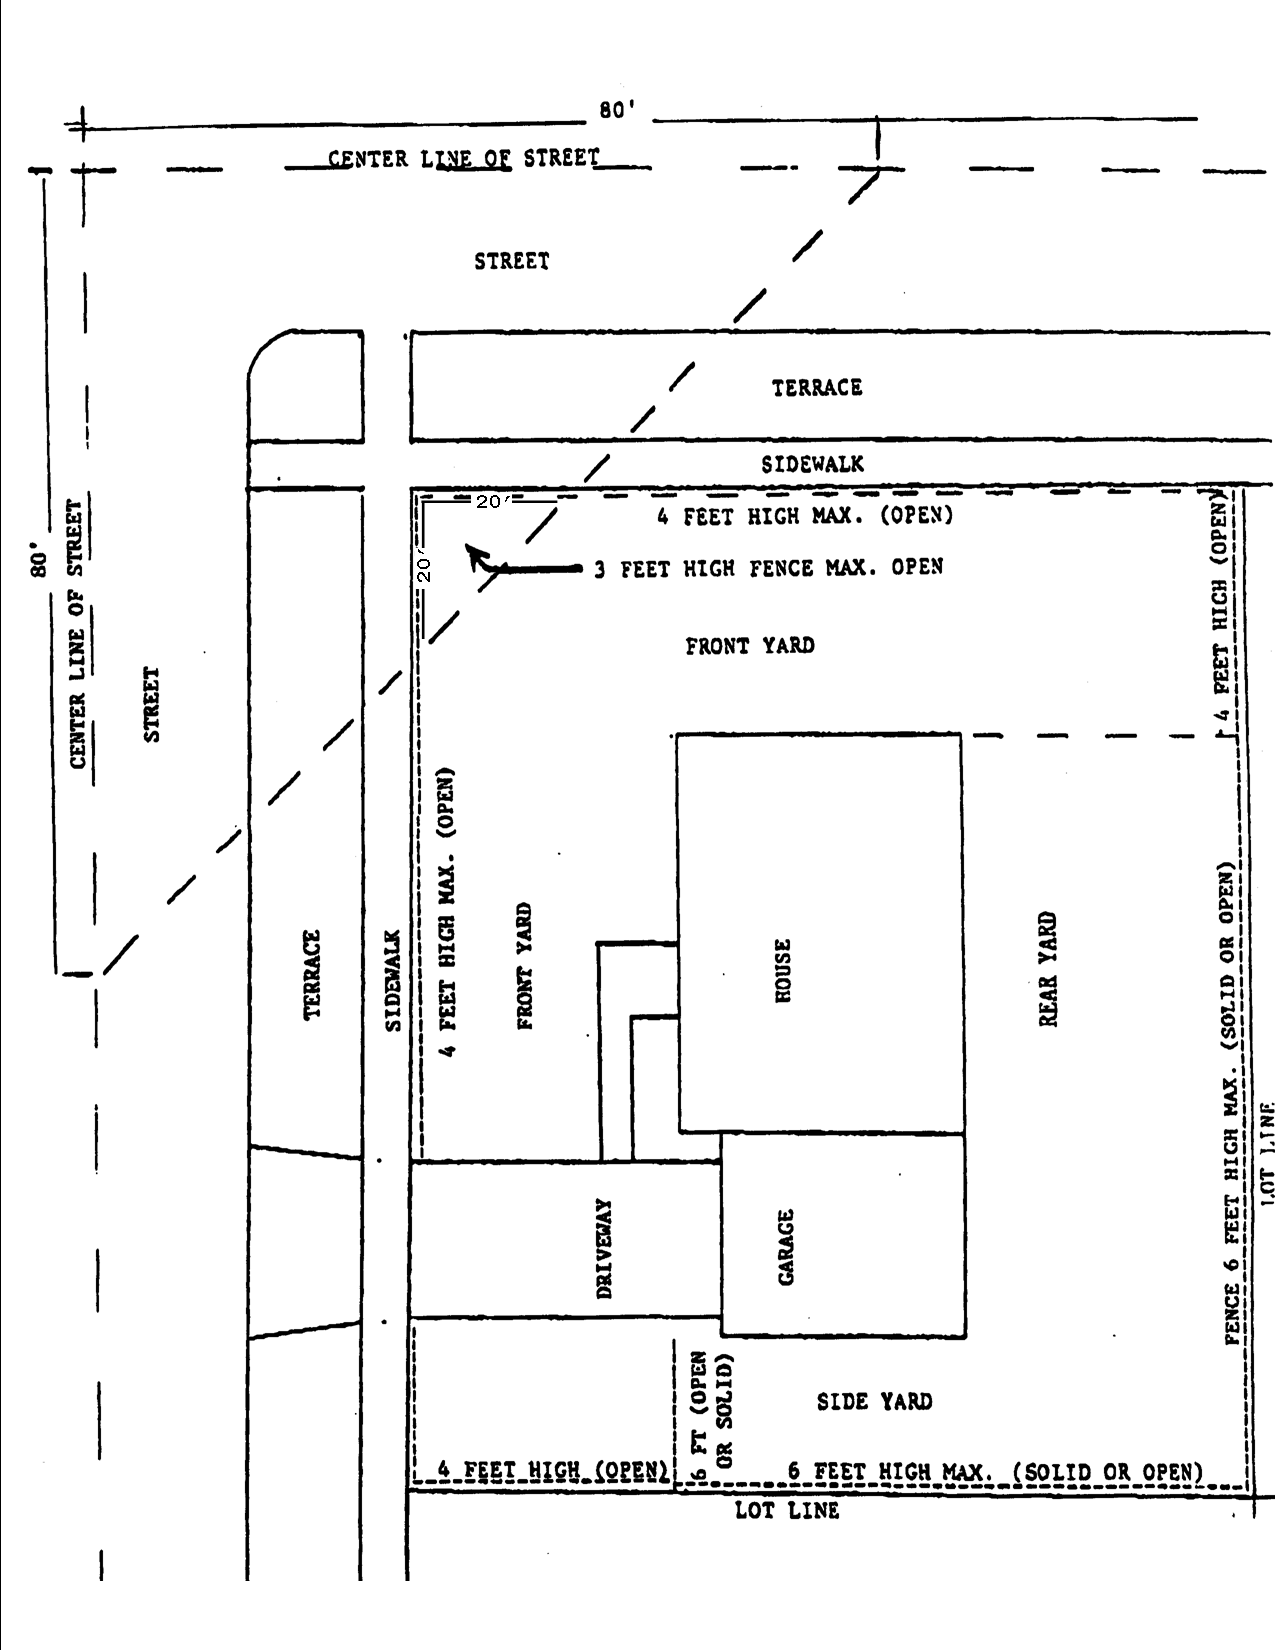 80'
CENTER LINE OF STREET
STREET
TERRACE
SIDEWALK
20'
4 FEET HIGH MAX. (OPEN)
20'
3 FEET HIGH FENCE MAX. OPEN
4 FEET HIGH (OPEN)
80'
CENTER LINE OF STREET
STREET
FRONT YARD
4 FEET HIGH MAX. (OPEN)
TERRACE
SIDEWALK
FRONT YARD
HOUSE
REAR YARD
FENCE 6 FEET HIGH MAX. (SOLID OR OPEN)
LOT LINE
DRIVEWAY
GARAGE
6 FT (OPEN
OR SOLID)
SIDE YARD
4 FEET HIGH (OPEN)
6 FEET HIGH MAX. (SOLID OR OPEN)
LOT LINE